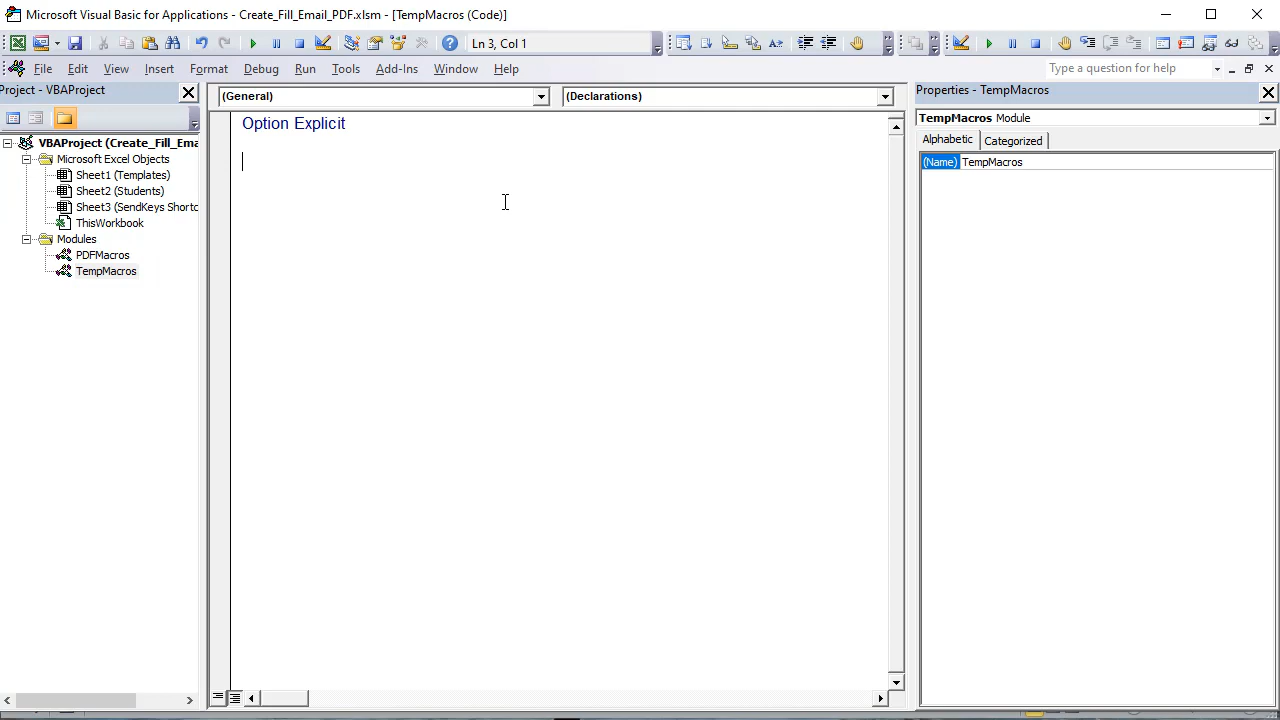 Microsoft Visual Basic for Applications - Create_Fill_Email_PDF.xlsm - [TempMacros (Code)]
Ln 3, Col 1
File Edit View Insert Format Debug Run Tools Add-Ins Window Help
Type a question for help
Project - VBAProject
(General)
(Declarations)
Properties - TempMacros
TempMacros Module
Alphabetic Categorized
(Name) TempMacros
VBAProject (Create_Fill_Ema
Microsoft Excel Objects
Sheet1 (Templates)
Sheet2 (Students)
Sheet3 (SendKeys Shortc
ThisWorkbook
Modules
PDFMacros
TempMacros
Option Explicit